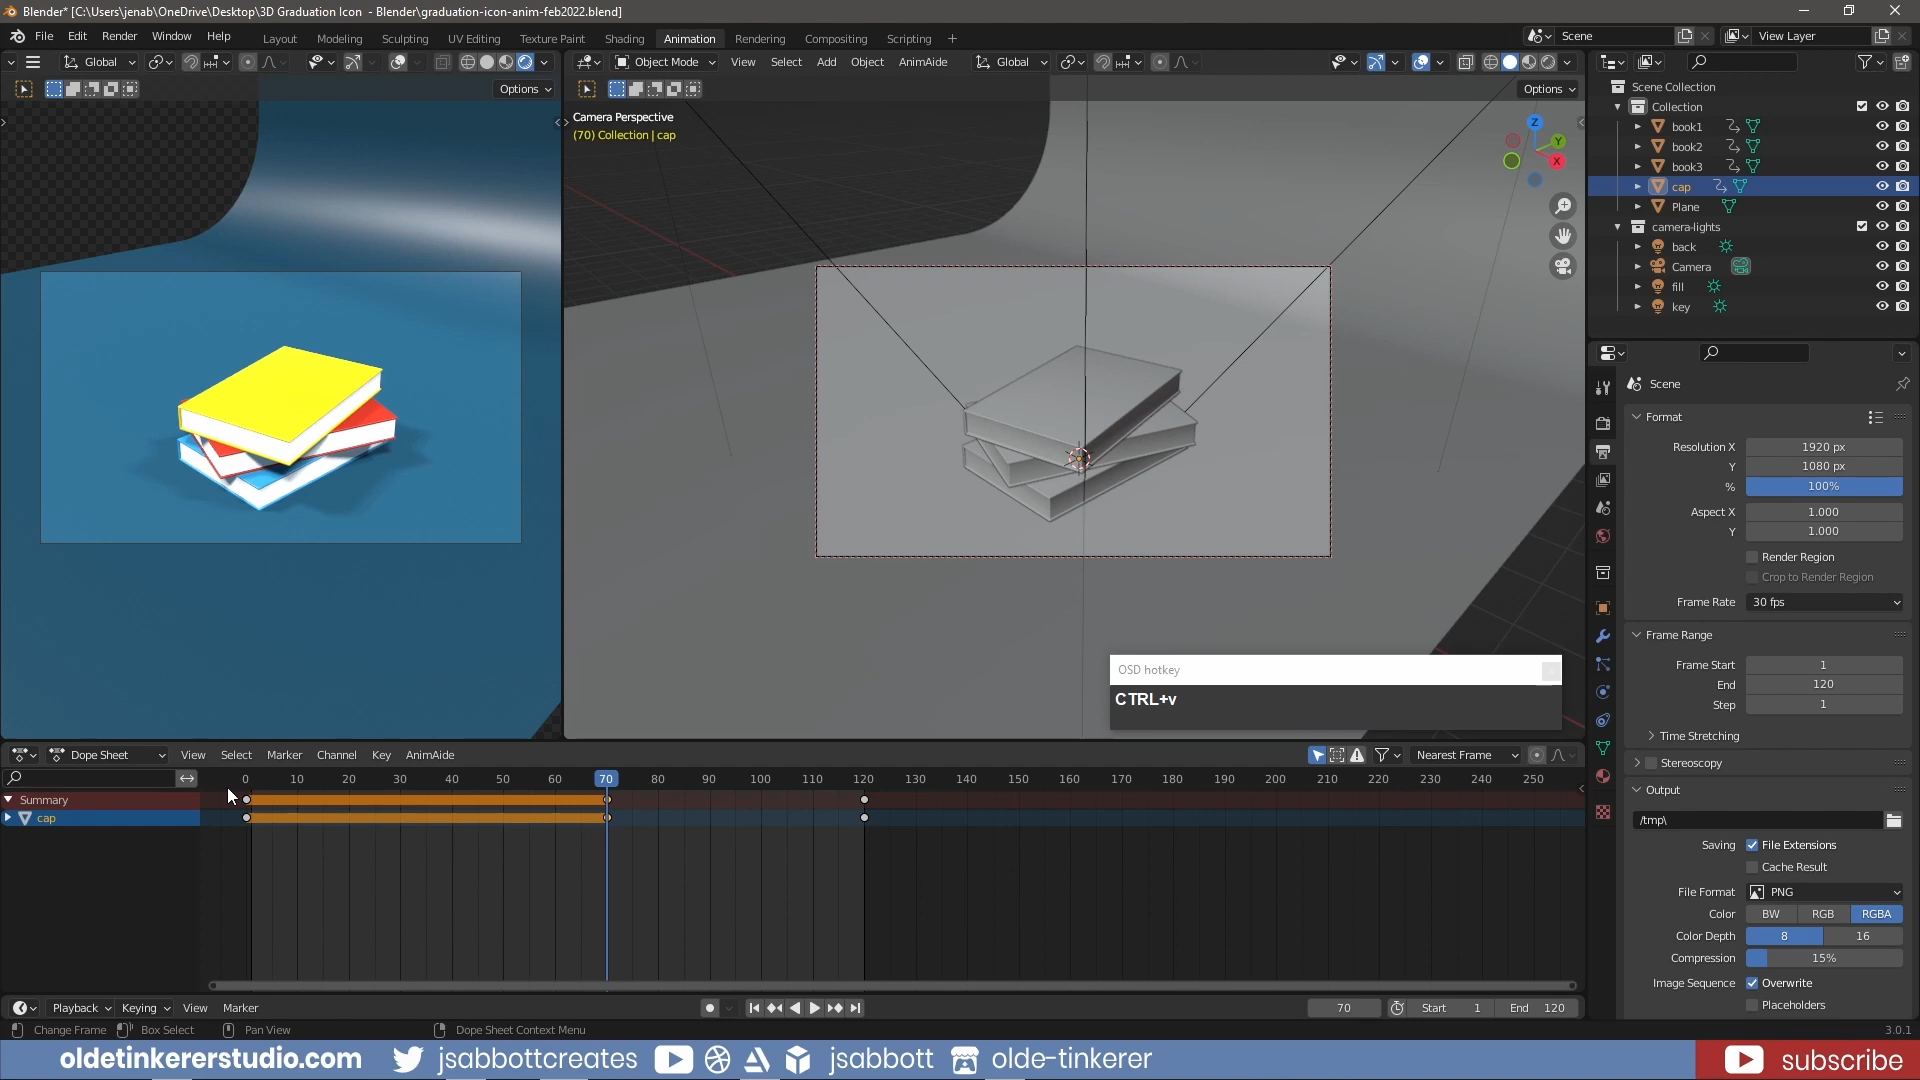 Blender* [C:\Users\jenab\OneDrive\Desktop\3D Graduation Icon - Blender\graduation-icon-anim-feb2022.blend]
File Edit Render Window Help Layout Modeling Sculpting UV Editing Texture Paint Shading Animation Rendering Compositing Scripting + Scene View Layer
Global Object Mode View Select Add Object AnimAide Global
Options Options
Camera Perspective
(70) Collection | cap
Z
Y
X
Scene Collection
Collection
book1
book2
book3
cap
Plane
camera-lights
back
Camera
fill
key
Scene
Format
Resolution X 1920 px
Y 1080 px
% 100%
Aspect X 1.000
Y 1.000
Render Region
Crop to Render Region
Frame Rate 30 fps
Frame Range
Frame Start 1
End 120
Step 1
Time Stretching
Stereoscopy
Output
/tmp\
Saving File Extensions
Cache Result
File Format PNG
Color BW RGB RGBA
Color Depth 8 16
Compression 15%
Image Sequence Overwrite
Placeholders
OSD hotkey
CTRL+v
Dope Sheet View Select Marker Channel Key AnimAide Nearest Frame
0 10 20 30 40 50 60 70 80 90 100 110 120 130 140 150 160 170 180 190 200 210 220 230 240 250
Summary
cap
Playback Keying View Marker 70 Start 1 End 120
Change Frame Box Select Pan View Dope Sheet Context Menu 3.0.1
oldetinkererstudio.com jsabbottcreates jsabbott olde-tinkerer subscribe